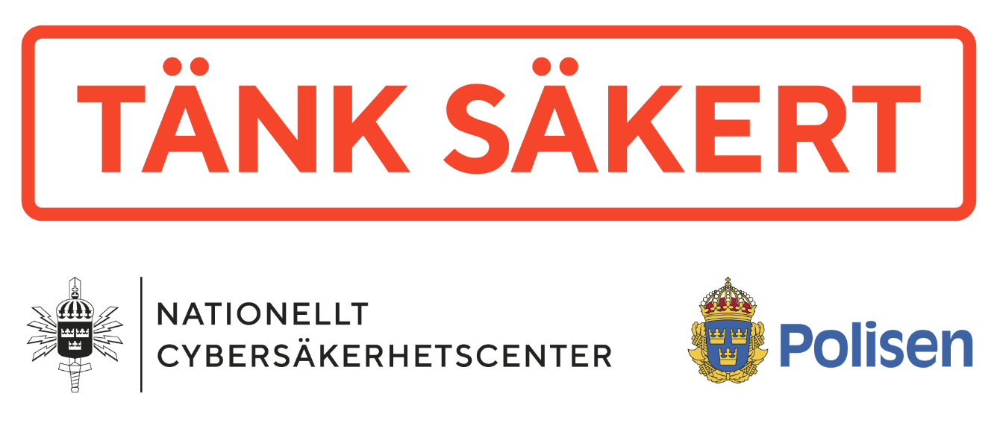 TÄNK SÄKERT
NATIONELLT
CYBERSÄKERHETSCENTER
Polisen